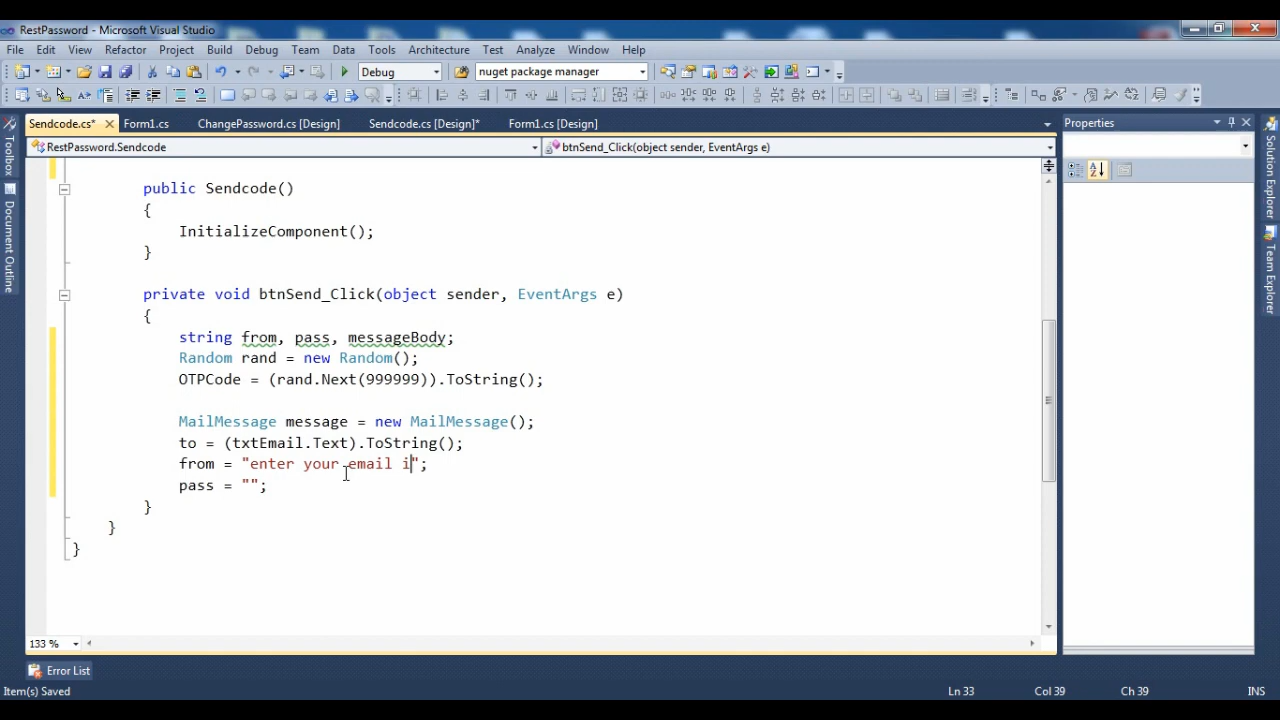 RestPassword - Microsoft Visual Studio
File Edit View Refactor Project Build Debug Team Data Tools Architecture Test Analyze Window Help
Debug nuget package manager
Sendcode.cs* Form1.cs ChangePassword.cs [Design] Sendcode.cs [Design]* Form1.cs [Design]
Properties
RestPassword.Sendcode btnSend_Click(object sender, EventArgs e)
Toolbox
Document Outline
Solution Explorer
Team Explorer
public Sendcode()
{
InitializeComponent();
}
private void btnSend_Click(object sender, EventArgs e)
{
string from, pass, messageBody;
Random rand = new Random();
OTPCode = (rand.Next(999999)).ToString();
MailMessage message = new MailMessage();
to = (txtEmail.Text).ToString();
from = "enter your email i";
pass = "";
}
}
}
133 %
Error List
Item(s) Saved Ln 33 Col 39 Ch 39 INS